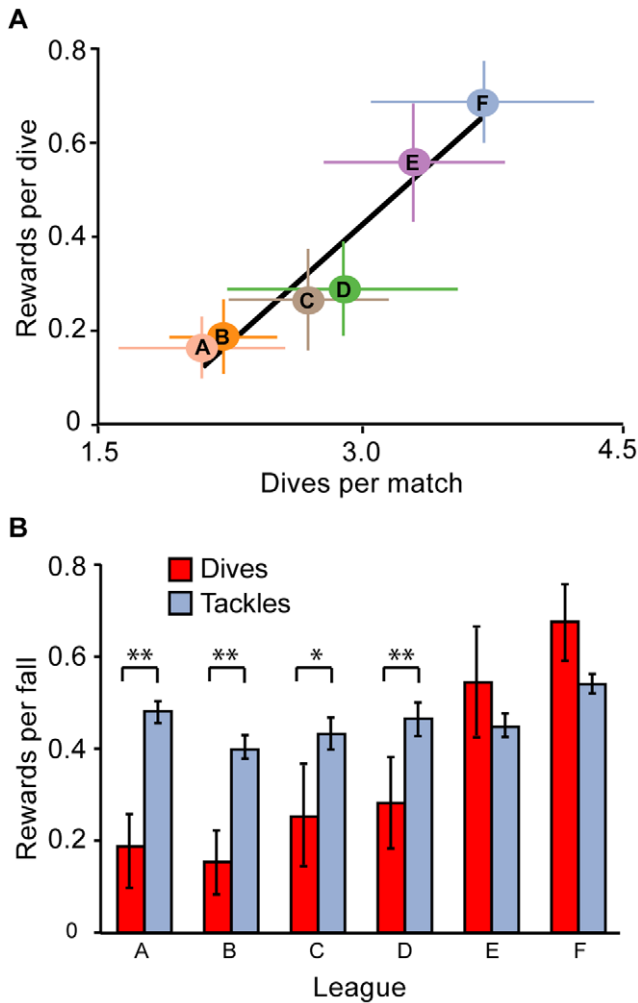 A
0.8
0.6
0.4
0.2
0
Rewards per dive
A
B
C
D
E
F
1.5
3.0
4.5
Dives per match
B
0.8
0.6
0.4
0.2
0
Rewards per fall
Dives
Tackles
**
**
*
**
A B C D E F
League